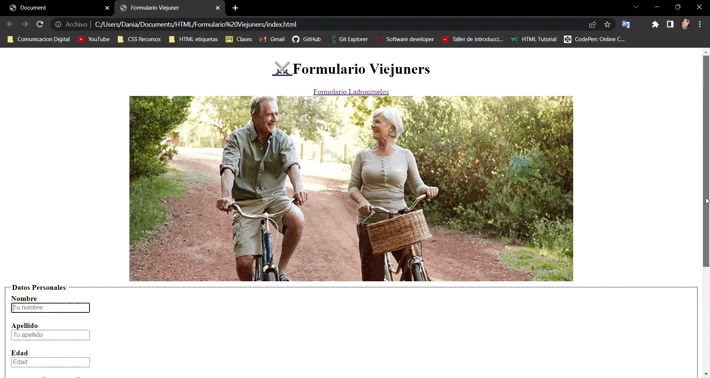 Document
Formulario Viejuner
Archivo
C:/Users/Dania/Documents/HTML/Formulario%20Viejuners/index.html
Comunicacion Digital
YouTube
CSS Recursos
HTML etiquetas
Clases
Gmail
GitHub
Git Explorer
Software developer
Taller de Introducci...
HTML Tutorial
CodePen: Online C...
Formulario Viejuners
Formulario Ladronzuelos
Datos Personales:
Nombre
Tu nombre
Apellido
Tu apellido
Edad
Edad